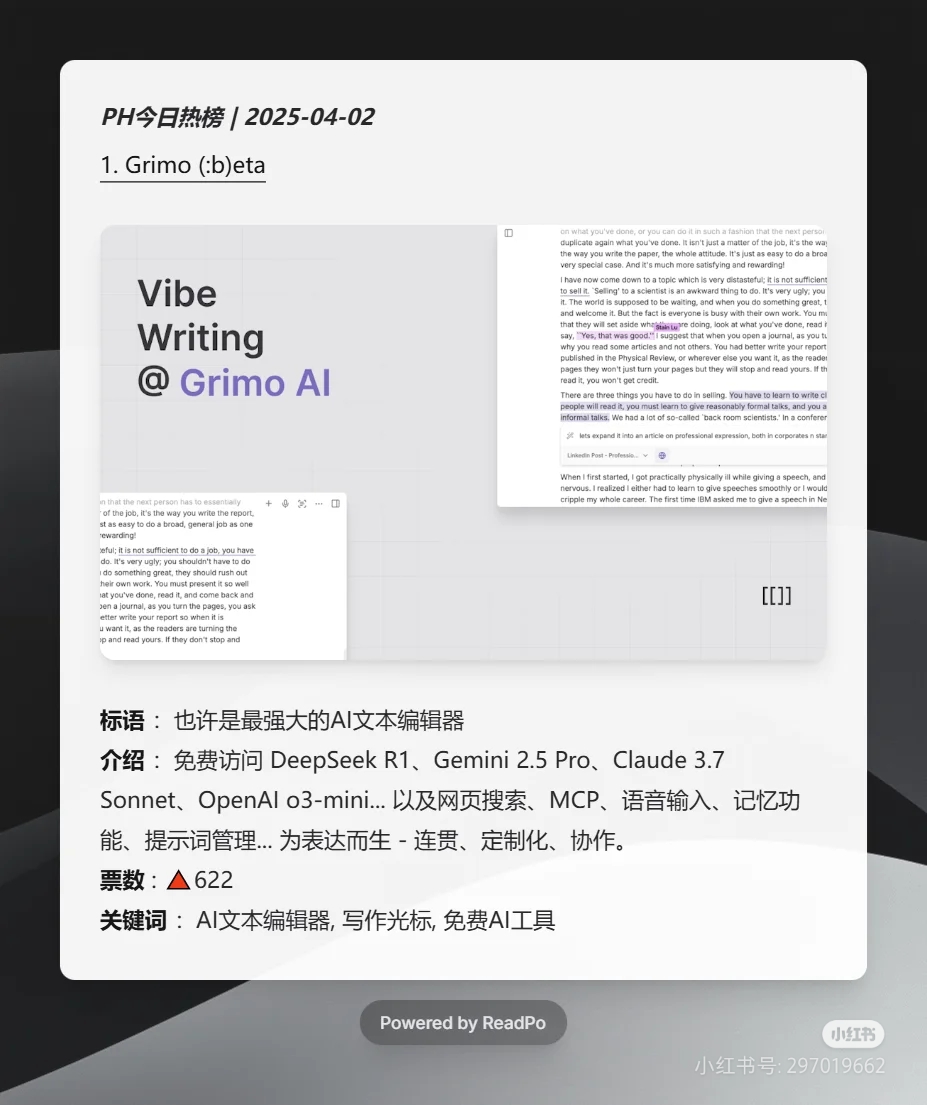 PH今日热榜 | 2025-04-02
1. Grimo (:b)eta
Vibe
Writing
@ Grimo AI
on what you've done, or you can do it in such a fashion that the next person
duplicate again what you've done. It isn't just a matter of the job, it's the way
the way you write the paper, the whole attitude. It's just as easy to do a broa
very special case. And it's much more satisfying and rewarding!
I have now come down to a topic which is very distasteful; it is not sufficient
to sell it. `Selling' to a scientist is an awkward thing to do. It's very ugly; you
it. The world is supposed to be waiting, and when you do something great, t
and welcome it. But the fact is everyone is busy with their own work. You mu
that they will set aside what re doing, look at what you've done, read i
Stain Lu
say, ``Yes, that was good.'' I suggest that when you open a journal, as you tu
why you read some articles and not others. You had better write your report
published in the Physical Review, or wherever else you want it, as the reader
pages they won't just turn your pages but they will stop and read yours. If th
read it, you won't get credit.
There are three things you have to do in selling. You have to learn to write cl
people will read it, you must learn to give reasonably formal talks, and you a
informal talks. We had a lot of so-called `back room scientists.' In a conferen
lets expand it into an article on professional expression, both in corporates n star
LinkedIn Post - Professio...
When I first started, I got practically physically ill while giving a speech, and
nervous. I realized I either had to learn to give speeches smoothly or I would
cripple my whole career. The first time IBM asked me to give a speech in Ne
n that the next person has to essentially
of the job, it's the way you write the report,
st as easy to do a broad, general job as one
ewarding!
eful; it is not sufficient to do a job, you have
do. It's very ugly; you shouldn't have to do
do something great, they should rush out
heir own work. You must present it so well
at you've done, read it, and come back and
pen a journal, as you turn the pages, you ask
etter write your report so when it is
u want it, as the readers are turning the
p and read yours. If they don't stop and
[[]]
标语： 也许是最强大的AI文本编辑器
介绍： 免费访问 DeepSeek R1、Gemini 2.5 Pro、Claude 3.7
Sonnet、OpenAI o3-mini... 以及网页搜索、MCP、语音输入、记忆功
能、提示词管理... 为表达而生 - 连贯、定制化、协作。
票数：🔺622
关键词： AI文本编辑器, 写作光标, 免费AI工具
Powered by ReadPo
小红书
小红书号: 297019662